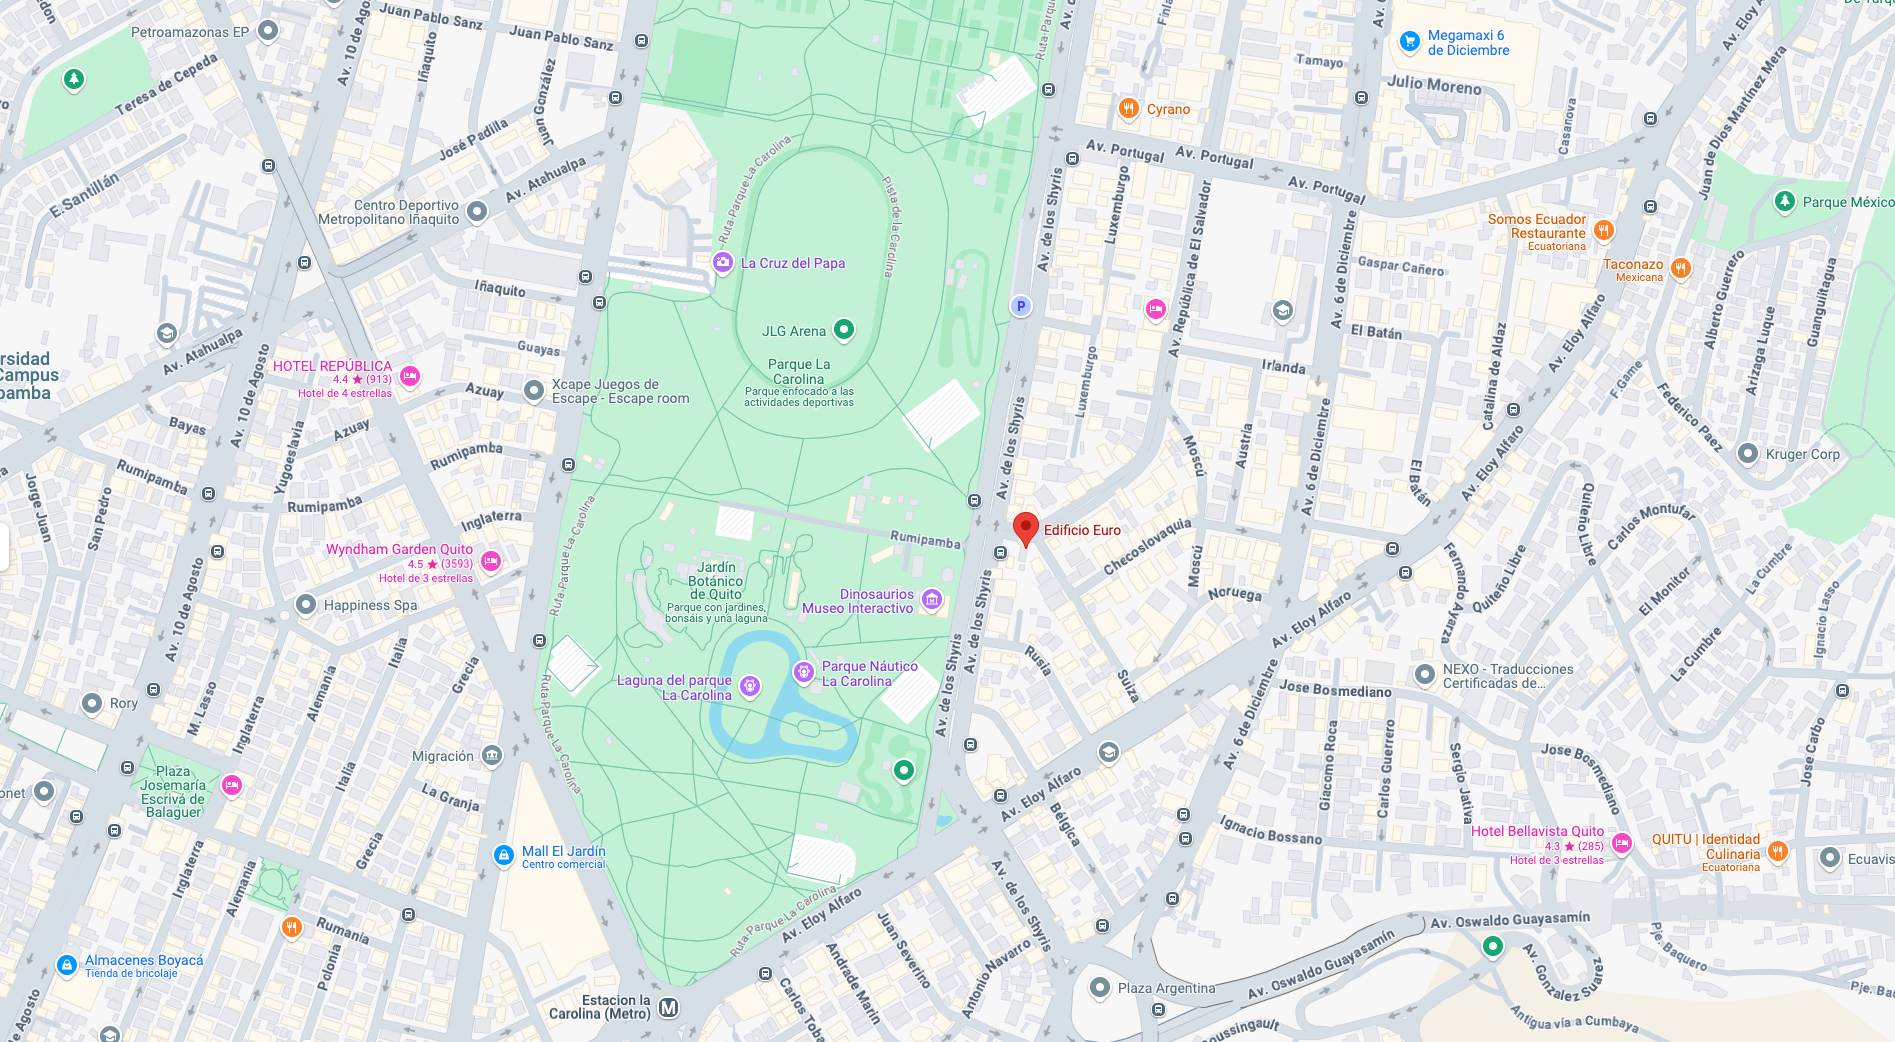 Juan Pablo Sanz
Juan Pablo Sanz
Petroamazonas EP
Av. 10 de Agosto
Iñaquito
Juan González
Teresa de Cepeda
José Padilla
Av. Atahualpa
E.Santillán
Centro Deportivo
Metropolitano Iñaquito
Ruta Parque La Carolina
Pista de la Carolina
La Cruz del Papa
JLG Arena
Parque La
Carolina
Parque enfocado a las
actividades deportivas
Megamaxi 6
de Diciembre
Tamayo
Julio Moreno
Casanova
Av. Eloy Alfaro
Juan de Dios Martínez Mera
Cyrano
Av. Portugal
Av. Portugal
Av. Portugal
Parque México
Somos Ecuador
Restaurante
Ecuatoriana
Taconazo
Mexicana
Gaspar Cañero
Av. de los Shyris
Luxemburgo
Av. República de El Salvador
Av. 6 de Diciembre
Alberto Guerrero
Guanguiltagua
Arizaga Luque
Iñaquito
Guayas
Av. Atahualpa
Av. 10 de Agosto
HOTEL REPÚBLICA
4.4 ★ (913)
Hotel de 4 estrellas
Azuay
Azuay
Xcape Juegos de
Escape - Escape room
rsidad
Campus
pamba
Bayas
Yugoeslavia
Rumipamba
Rumipamba
Rumipamba
Jorge Juan
San Pedro
Inglaterra
Luxemburgo
Irlanda
El Batán
El Batán
Catalina de Aldaz
Av. Eloy Alfaro
F. Game
Federico Paez
Kruger Corp
Moscú
Austria
Av. 6 de Diciembre
Av. Eloy Alfaro
Av. de los Shyris
Rumipamba
Edificio Euro
Checoslovaquia
Moscú
Noruega
Quiteño Libre
Carlos Montufar
Quiteño Libre
Fernando Ayarza
La Cumbre
El Monitor
La Cumbre
Ignacio Lasso
Wyndham Garden Quito
4.5 ★ (3593)
Hotel de 3 estrellas
Happiness Spa
Ruta Parque La Carolina
Jardín
Botánico
de Quito
Parque con jardines,
bonsáis y una laguna
Dinosaurios
Museo Interactivo
Av. de los Shyris
Av. de los Shyris
Av. Eloy Alfaro
Av. 10 de Agosto
Italia
Grecia
Alemania
M. Lasso
Inglaterra
Rory
Laguna del parque
La Carolina
Parque Náutico
La Carolina
Rusia
Suiza
NEXO - Traducciones
Certificadas de...
Jose Bosmediano
Av. 6 de Diciembre
Giacomo Roca
Carlos Guerrero
Sergio Jativa
Jose Bosmediano
Jose Carbo
Ruta Parque La Carolina
Migración
La Granja
Italia
Grecia
Plaza
Josemaría
Escrivá de
Balaguer
onet
Mall El Jardín
Centro comercial
Av. Eloy Alfaro
Bélgica
Ignacio Bossano
Hotel Bellavista Quito
4.3 ★ (285)
Hotel de 3 estrellas
QUITU | Identidad
Culinaria
Ecuatoriana
Ecuavis
Inglaterra
Alemania
Rumania
Polonia
Almacenes Boyacá
Tienda de bricolaje
Ruta Parque La Carolina
Av. Eloy Alfaro
Juan Severino
Andrade Marin
Carlos Toba
Antonio Navarro
Av. de los Shyris
Estacion la
Carolina (Metro)
M
P
Plaza Argentina
Av. Oswaldo Guayasamín
Av. Oswaldo Guayasamín
Av. Gonzalez Suarez
Pje. Baquero
Pje. Ba
Antigua vía a Cumbaya
oussingault
e Agosto